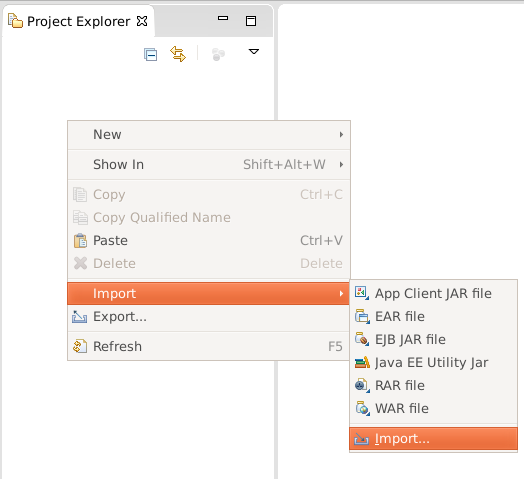 Project Explorer
New
Show In Shift+Alt+W
Copy Ctrl+C
Copy Qualified Name
Paste Ctrl+V
Delete Delete
Import
Export...
Refresh F5
App Client JAR file
EAR file
EJB JAR file
Java EE Utility Jar
RAR file
WAR file
Import...